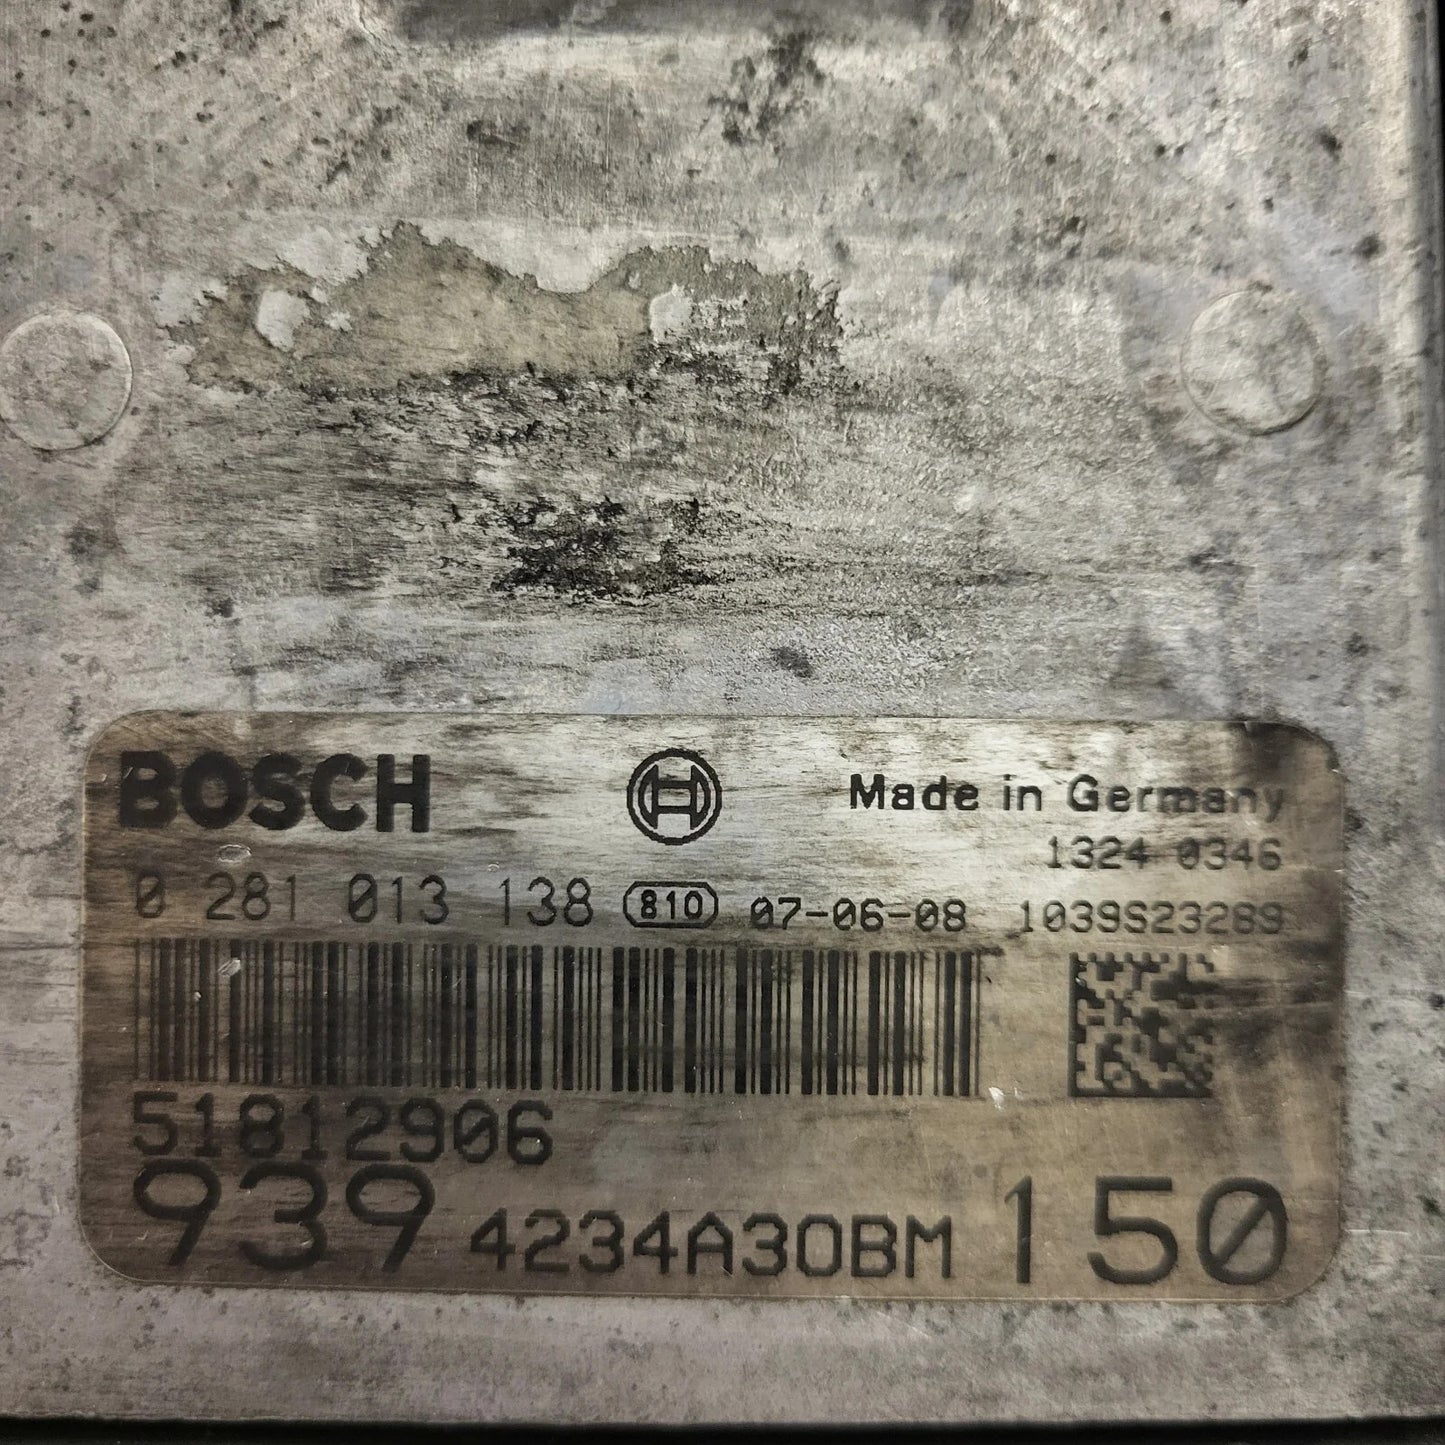 BOSCH Made in Germany
1324 0346
0 281 013 138 810 07-06-08 1039S23289
51812906
939 4234A30BM 150